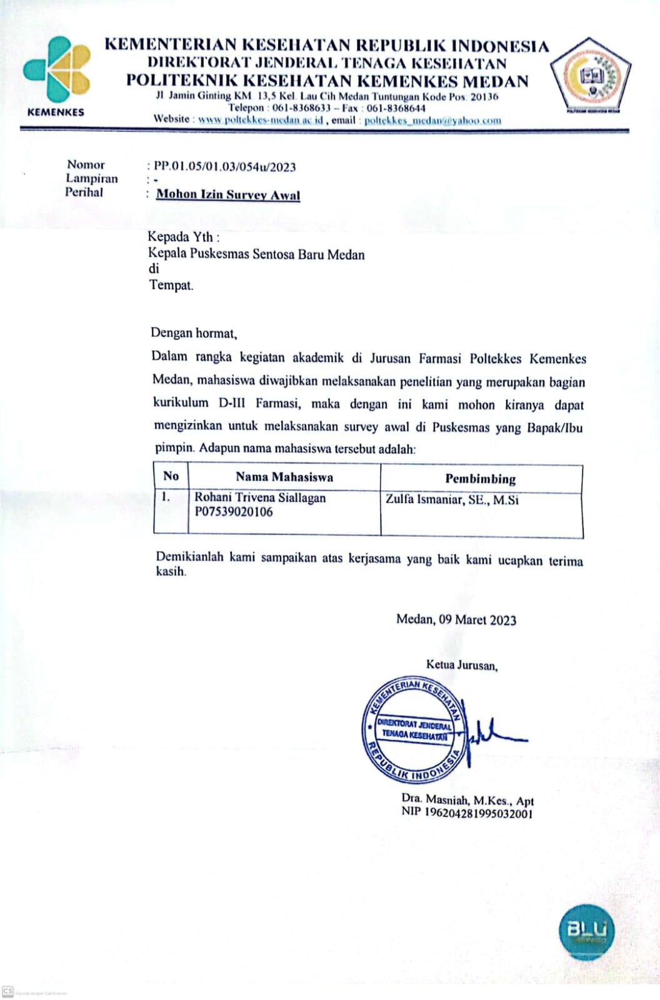 KEMENTERIAN KESEHATAN REPUBLIK INDONESIA
DIREKTORAT JENDERAL TENAGA KESEHATAN
POLITEKNIK KESEHATAN KEMENKES MEDAN
Jl Jamin Ginting KM 13,5 Kel. Lau Cih Medan Tuntungan Kode Pos. 20136
Telepon : 061-8368633 – Fax : 061-8368644
Website : www.poltekkes-medan.ac.id , email : poltekkes_medan@yahoo.com
KEMENKES
POLITEKNIK KESEHATAN MEDAN
Nomor : PP.01.05/01.03/054u/2023
Lampiran : -
Perihal : Mohon Izin Survey Awal
Kepada Yth :
Kepala Puskesmas Sentosa Baru Medan
di
Tempat.
Dengan hormat,
Dalam rangka kegiatan akademik di Jurusan Farmasi Poltekkes Kemenkes
Medan, mahasiswa diwajibkan melaksanakan penelitian yang merupakan bagian
kurikulum D-III Farmasi, maka dengan ini kami mohon kiranya dapat
mengizinkan untuk melaksanakan survey awal di Puskesmas yang Bapak/Ibu
pimpin. Adapun nama mahasiswa tersebut adalah:
No Nama Mahasiswa Pembimbing
1. Rohani Trivena Siallagan Zulfa Ismaniar, SE., M.Si
P07539020106
Demikianlah kami sampaikan atas kerjasama yang baik kami ucapkan terima
kasih.
Medan, 09 Maret 2023
Ketua Jurusan,
KEMENTERIAN KESEHATAN
DIREKTORAT JENDERAL
TENAGA KESEHATAN
REPUBLIK INDONESIA
Dra. Masniah, M.Kes., Apt
NIP 196204281995032001
BLU
CS Dipindai dengan CamScanner